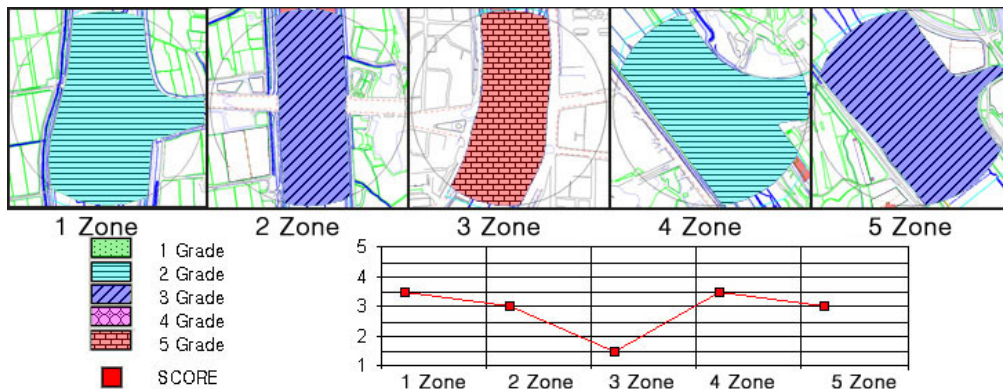 1 Zone
2 Zone
3 Zone
4 Zone
5 Zone
1 Grade
2 Grade
3 Grade
4 Grade
5 Grade
SCORE
5
4
3
2
1
1 Zone
2 Zone
3 Zone
4 Zone
5 Zone